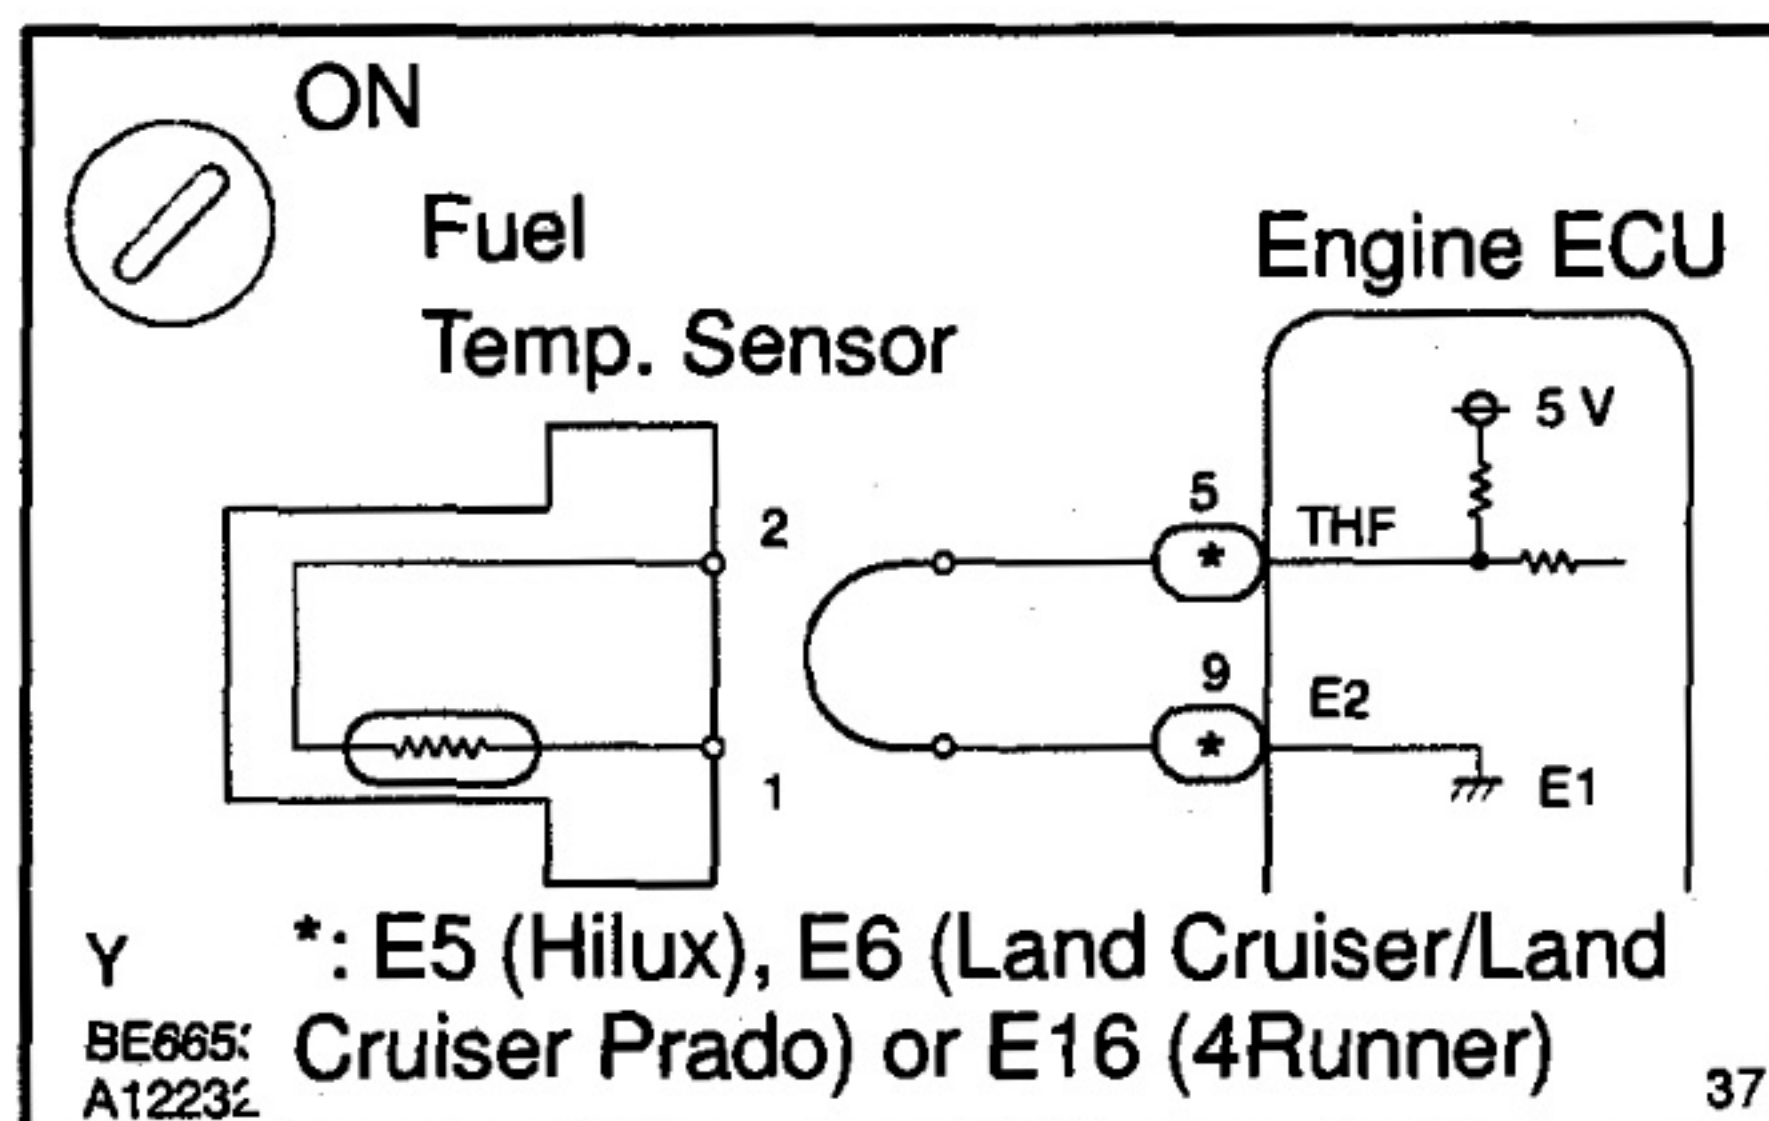 ON
Fuel
Temp. Sensor
Engine ECU
5 V
5
THF
*
2
9
E2
*
1
E1
Y
*: E5 (Hilux), E6 (Land Cruiser/Land
Cruiser Prado) or E16 (4Runner)
37